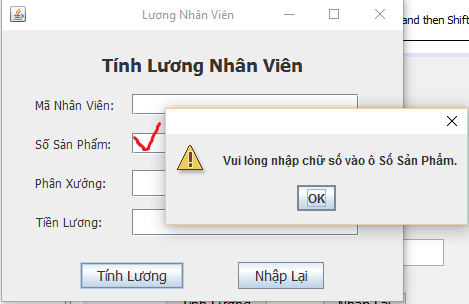 Lương Nhân Viên
and then Shift
Tính Lương Nhân Viên
Mã Nhân Viên:
Số Sản Phẩm:
Vui lòng nhập chữ số vào ô Số Sản Phẩm.
Phân Xưởng:
OK
Tiền Lương:
Tính Lương
Nhập Lại